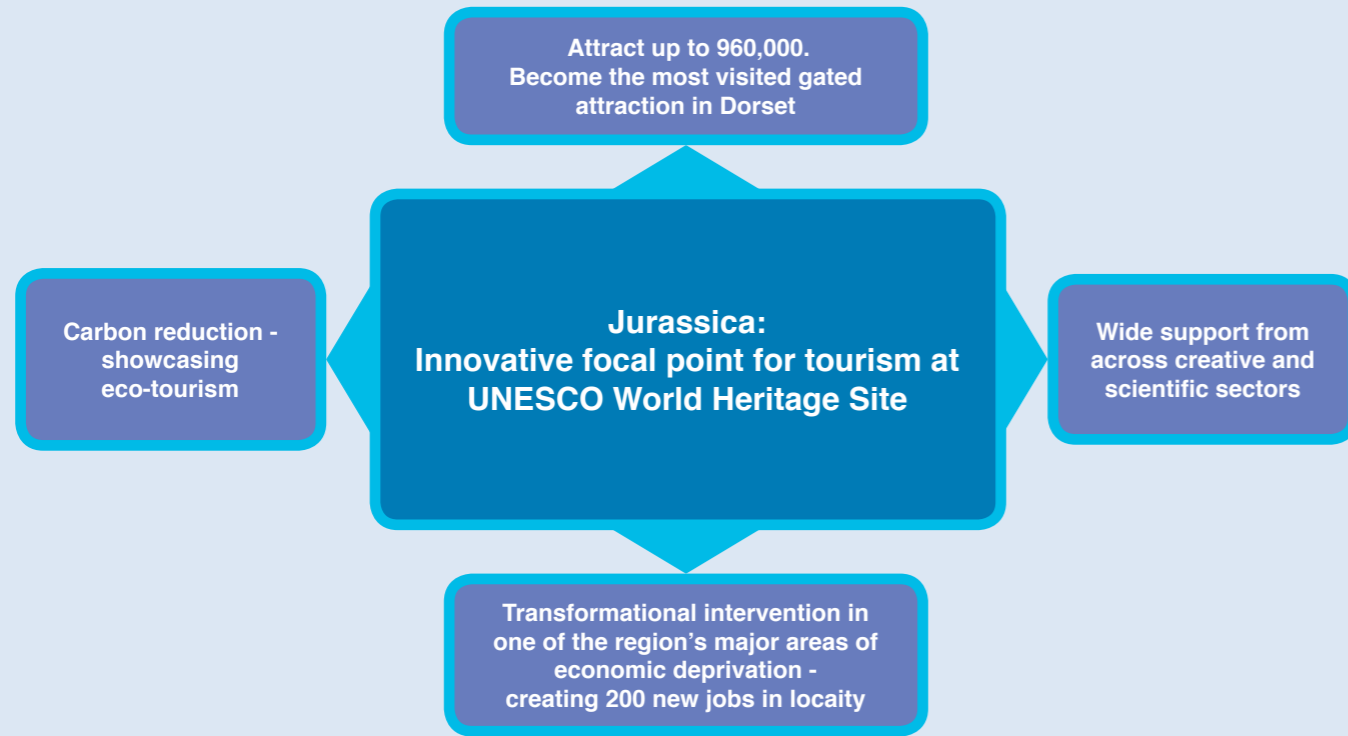 Attract up to 960,000.
Become the most visited gated
attraction in Dorset
Carbon reduction -
showcasing
eco-tourism
Jurassica:
Innovative focal point for tourism at
UNESCO World Heritage Site
Wide support from
across creative and
scientific sectors
Transformational intervention in
one of the region's major areas of
economic deprivation -
creating 200 new jobs in locaity